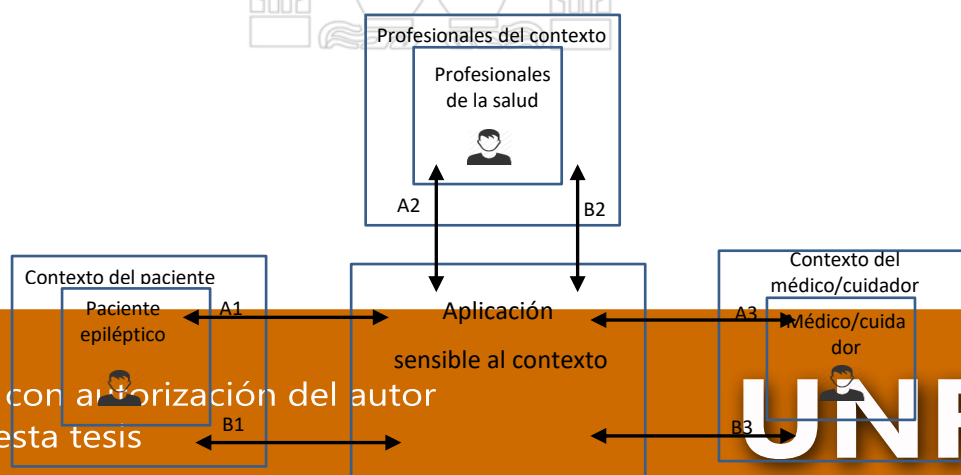 Profesionales del contexto
Profesionales
de la salud
A2
B2
Contexto del paciente
Paciente
epiléptico
A1
B1
Aplicación
sensible al contexto
Contexto del
médico/cuidador
A3
Médico/cuida
dor
B3
con autorización del autor
esta tesis